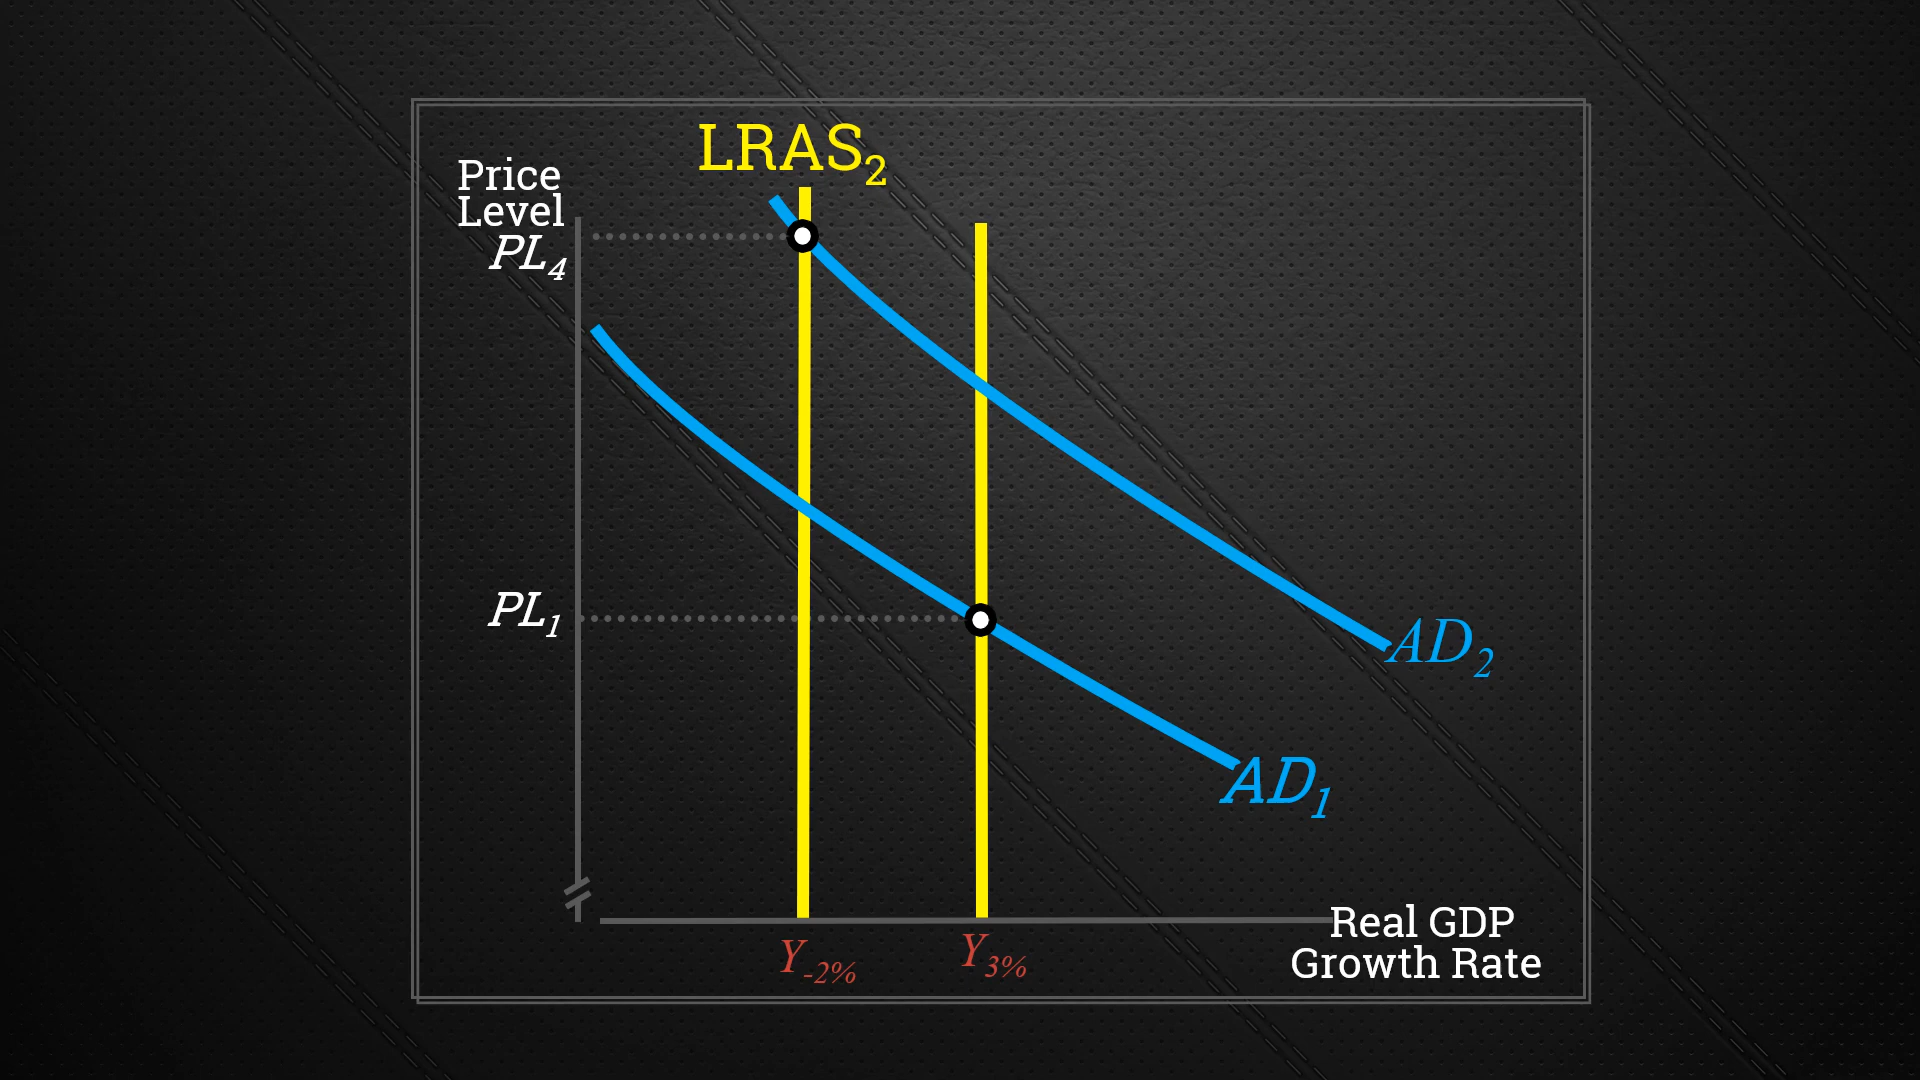 LRAS2
Price
Level
PL4
PL1
AD2
AD1
Y-2%
Y3%
Real GDP
Growth Rate